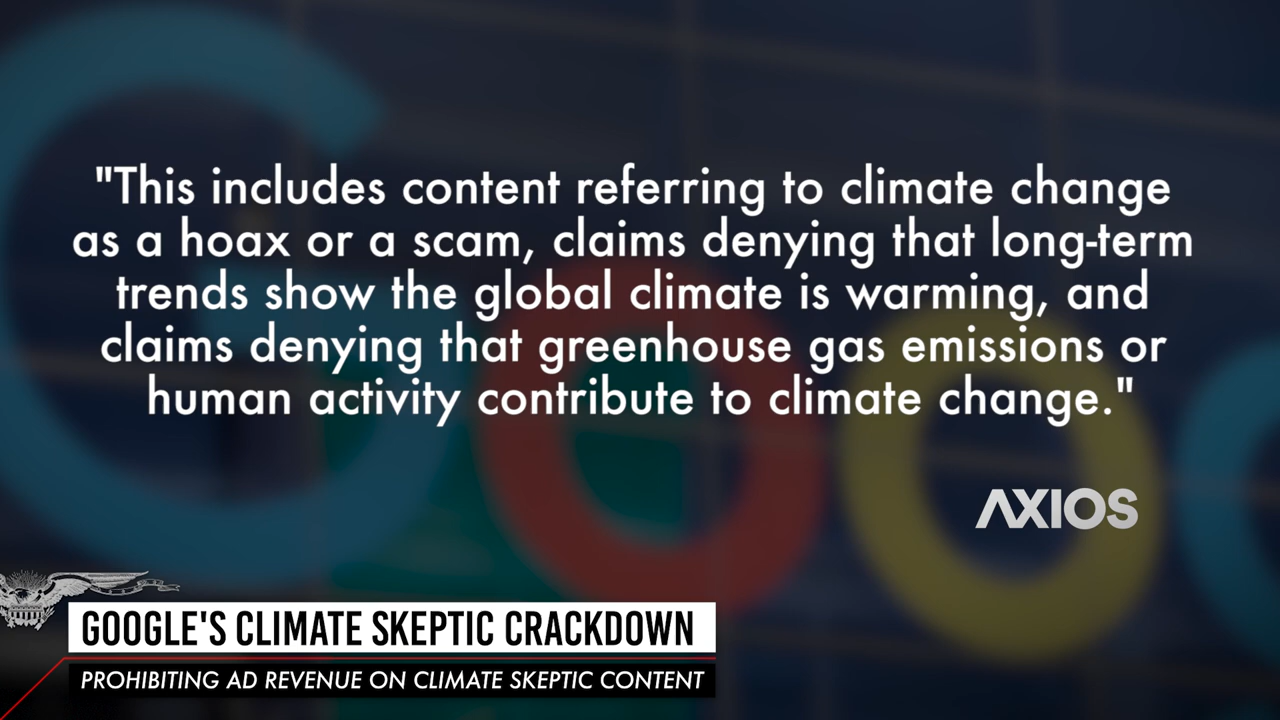 "This includes content referring to climate change
as a hoax or a scam, claims denying that long-term
trends show the global climate is warming, and
claims denying that greenhouse gas emissions or
human activity contribute to climate change."
AXIOS
GOOGLE'S CLIMATE SKEPTIC CRACKDOWN
PROHIBITING AD REVENUE ON CLIMATE SKEPTIC CONTENT